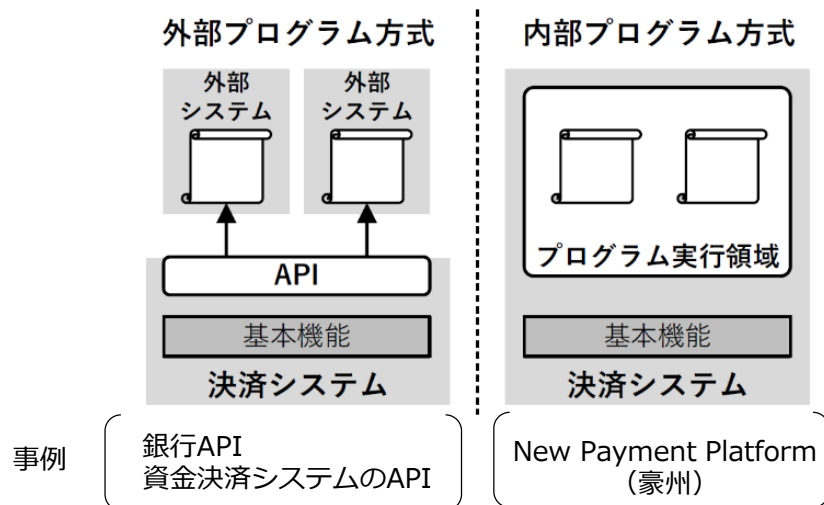 外部プログラム方式
外部
システム
外部
システム
API
基本機能
決済システム
内部プログラム方式
プログラム実行領域
基本機能
決済システム
事例
銀行API
資金決済システムのAPI
New Payment Platform
（豪州）